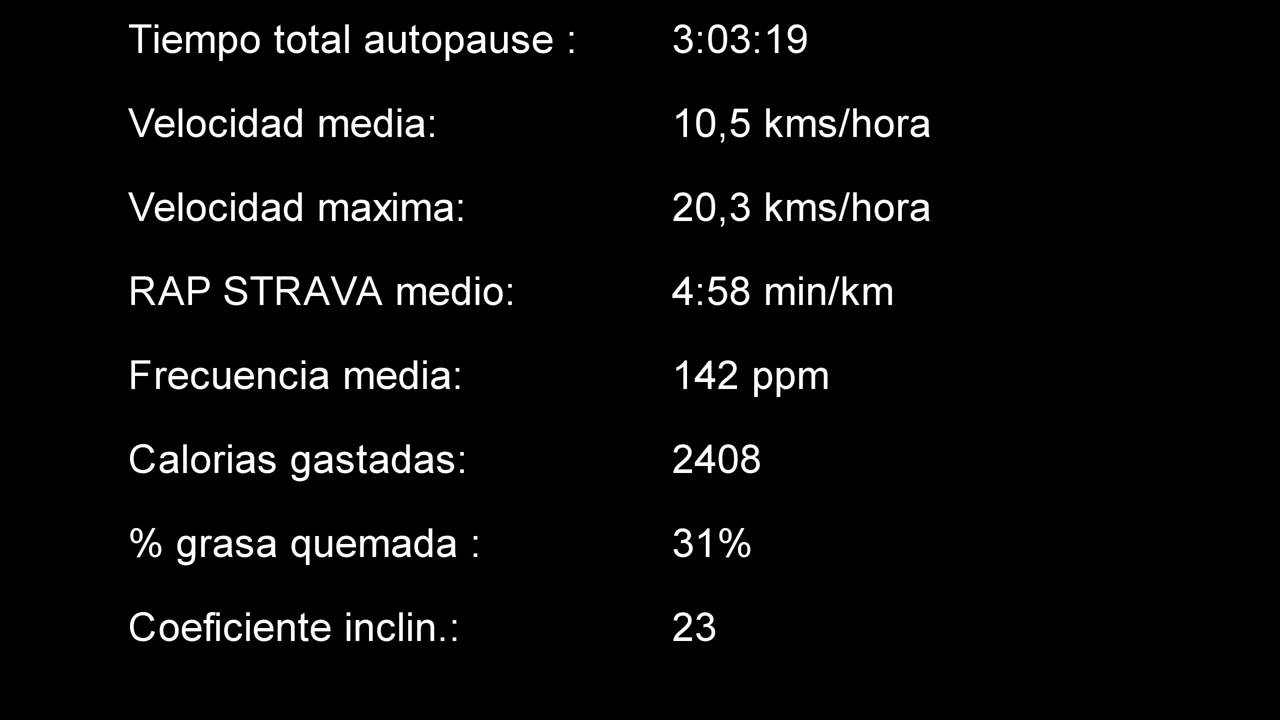 Tiempo total autopause : 3:03:19
Velocidad media: 10,5 kms/hora
Velocidad maxima: 20,3 kms/hora
RAP STRAVA medio: 4:58 min/km
Frecuencia media: 142 ppm
Calorias gastadas: 2408
% grasa quemada : 31%
Coeficiente inclin.: 23